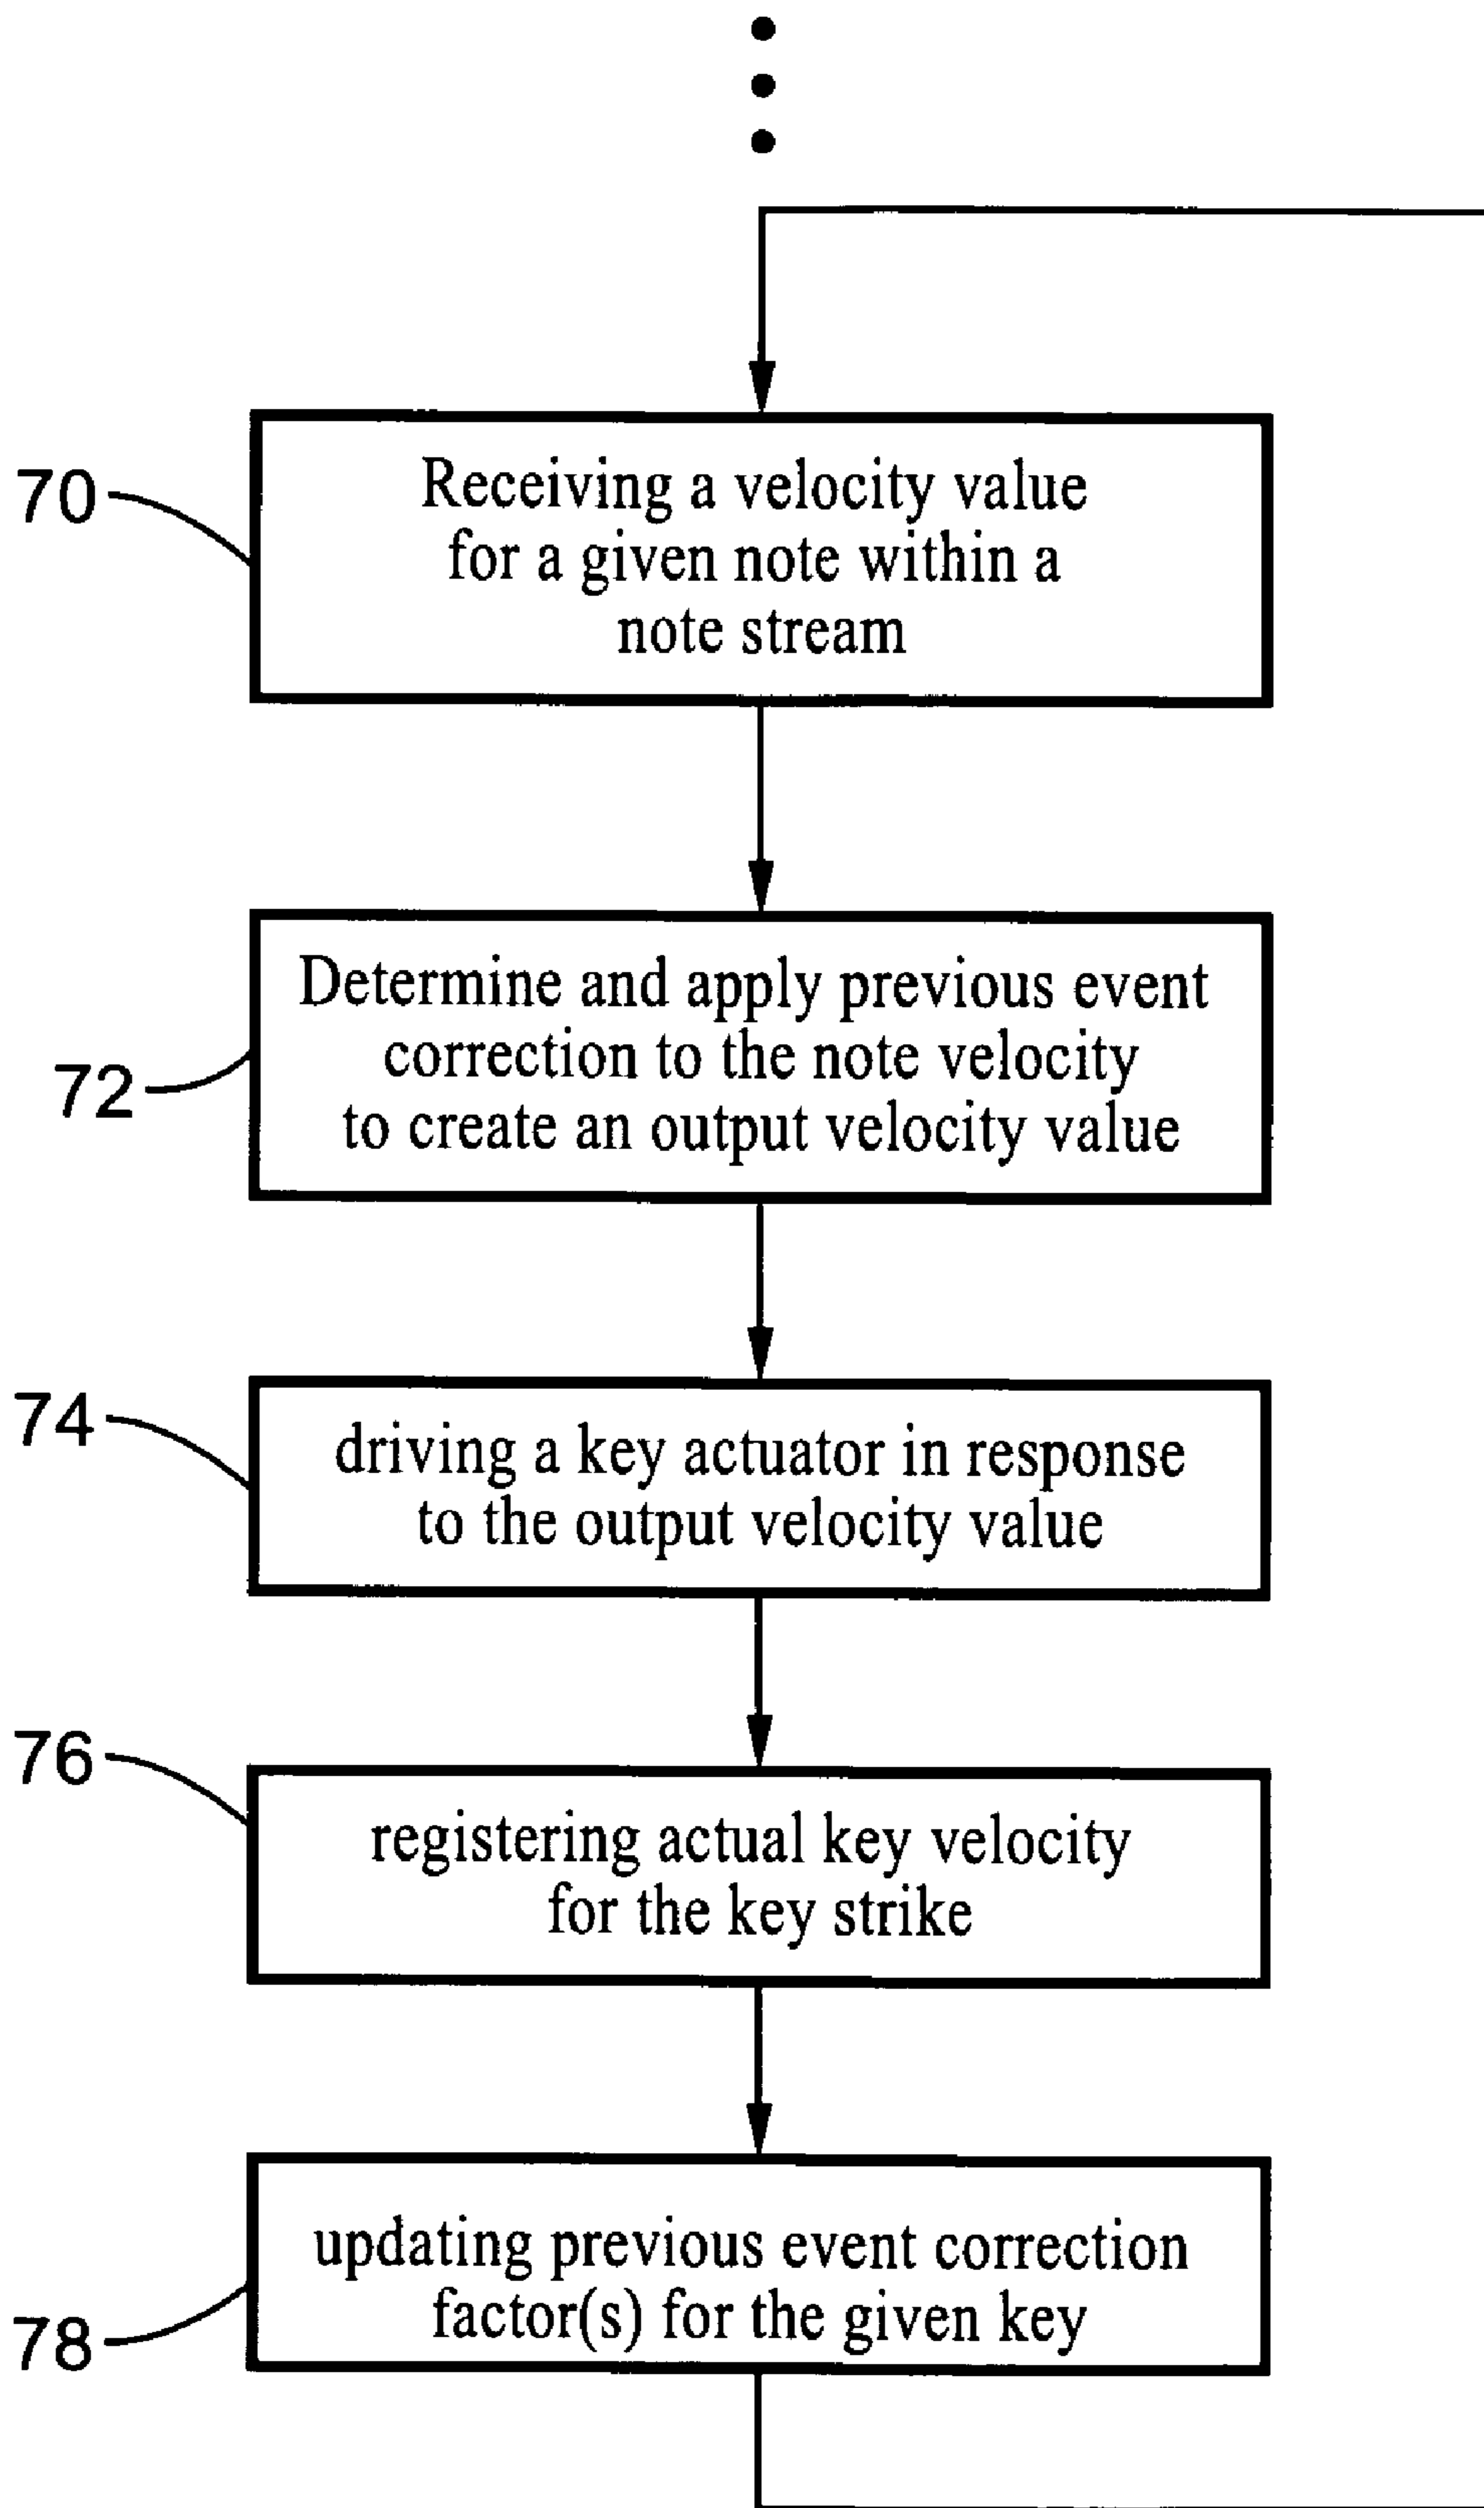 70
Receiving a velocity value
for a given note within a
note stream
72
Determine and apply previous event
correction to the note velocity
to create an output velocity value
74
driving a key actuator in response
to the output velocity value
76
registering actual key velocity
for the key strike
78
updating previous event correction
factor(s) for the given key